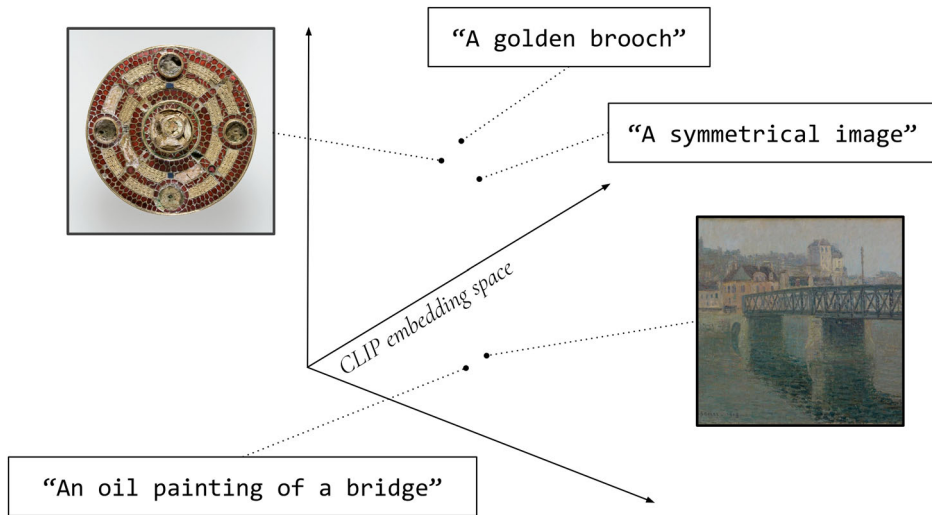 “A golden brooch”
“A symmetrical image”
CLIP embedding space
“An oil painting of a bridge”